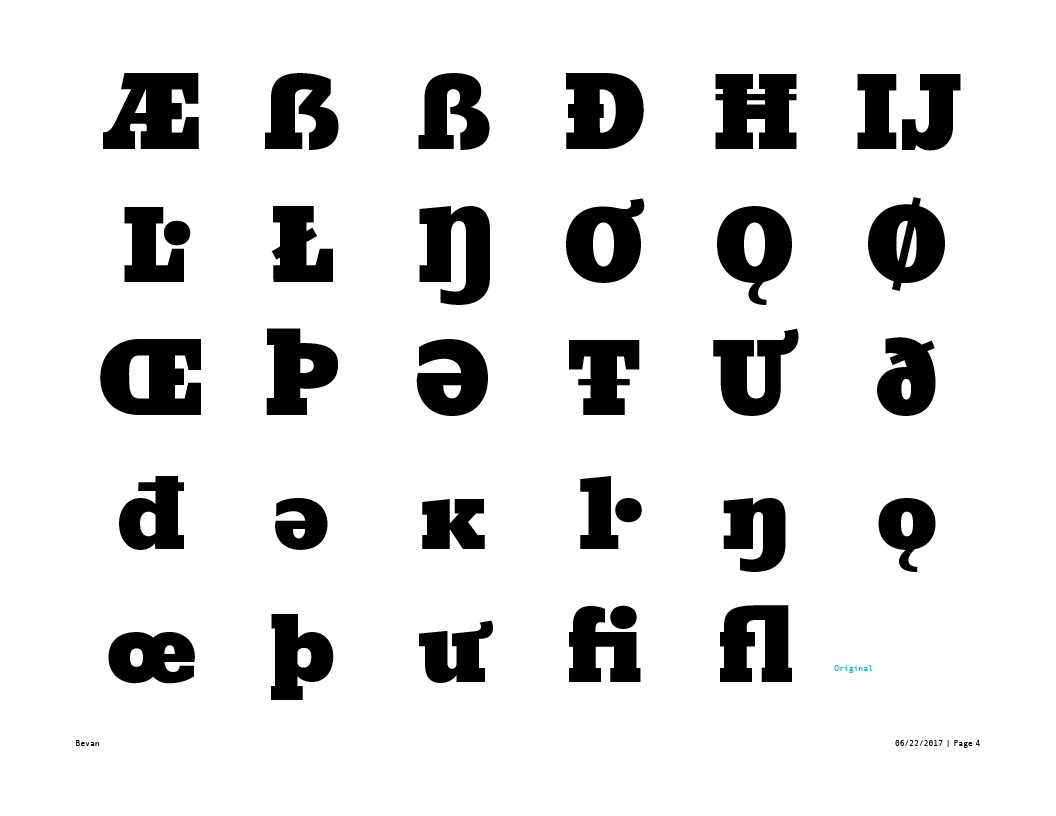 Æ ẞ ß Đ Ħ IJ
Ŀ Ł Ŋ Ơ Ǫ Ø
Œ Þ Ə Ŧ Ư ð
đ ə ĸ ŀ ŋ ǫ
œ þ ư fi fl Original
Bevan 06/22/2017 | Page 4